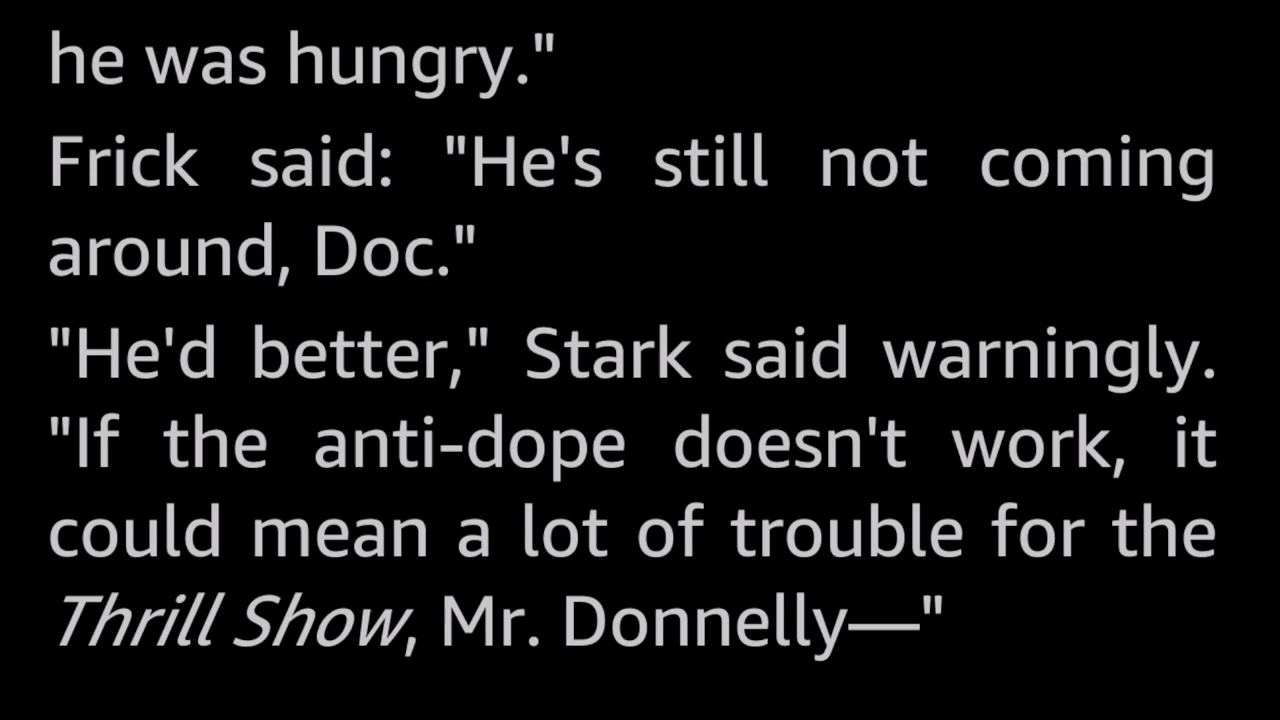 he was hungry."
Frick said: "He's still not coming
around, Doc."
"He'd better," Stark said warningly.
"If the anti-dope doesn't work, it
could mean a lot of trouble for the
Thrill Show, Mr. Donnelly—"